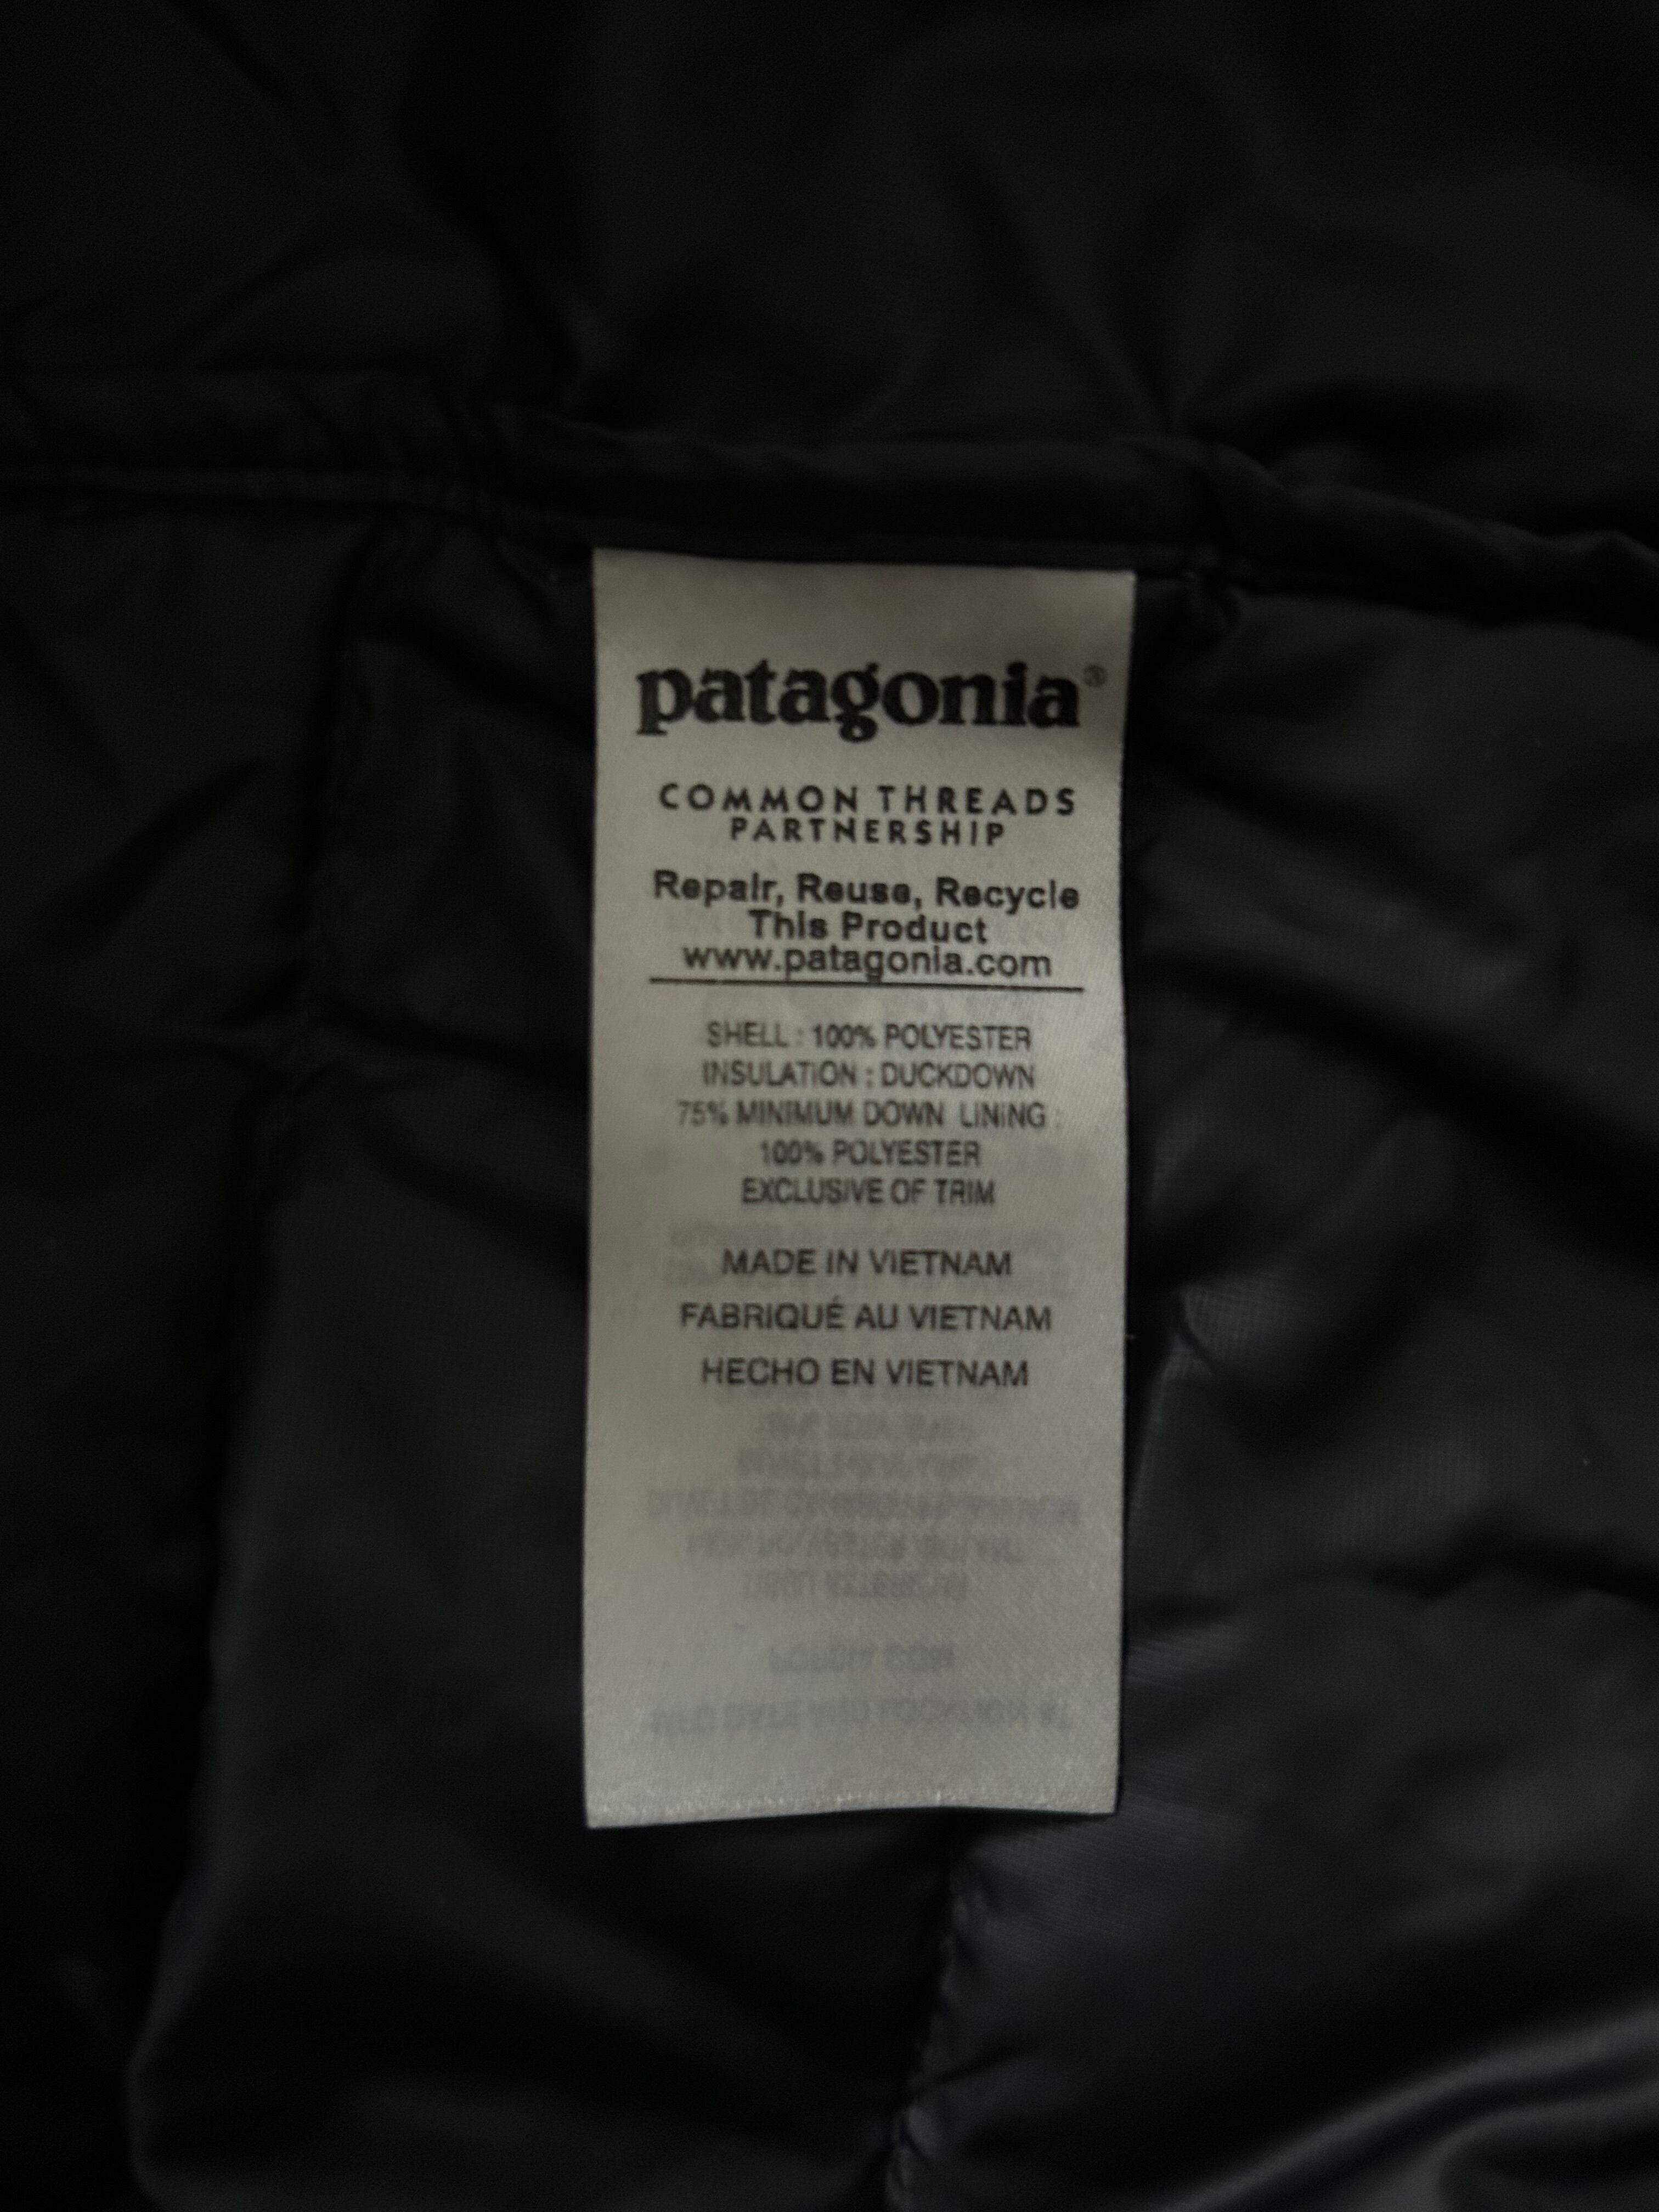 patagonia®
COMMON THREADS
PARTNERSHIP
Repair, Reuse, Recycle
This Product
www.patagonia.com
SHELL : 100% POLYESTER
INSULATION : DUCKDOWN
75% MINIMUM DOWN LINING :
100% POLYESTER
EXCLUSIVE OF TRIM
MADE IN VIETNAM
FABRIQUÉ AU VIETNAM
HECHO EN VIETNAM